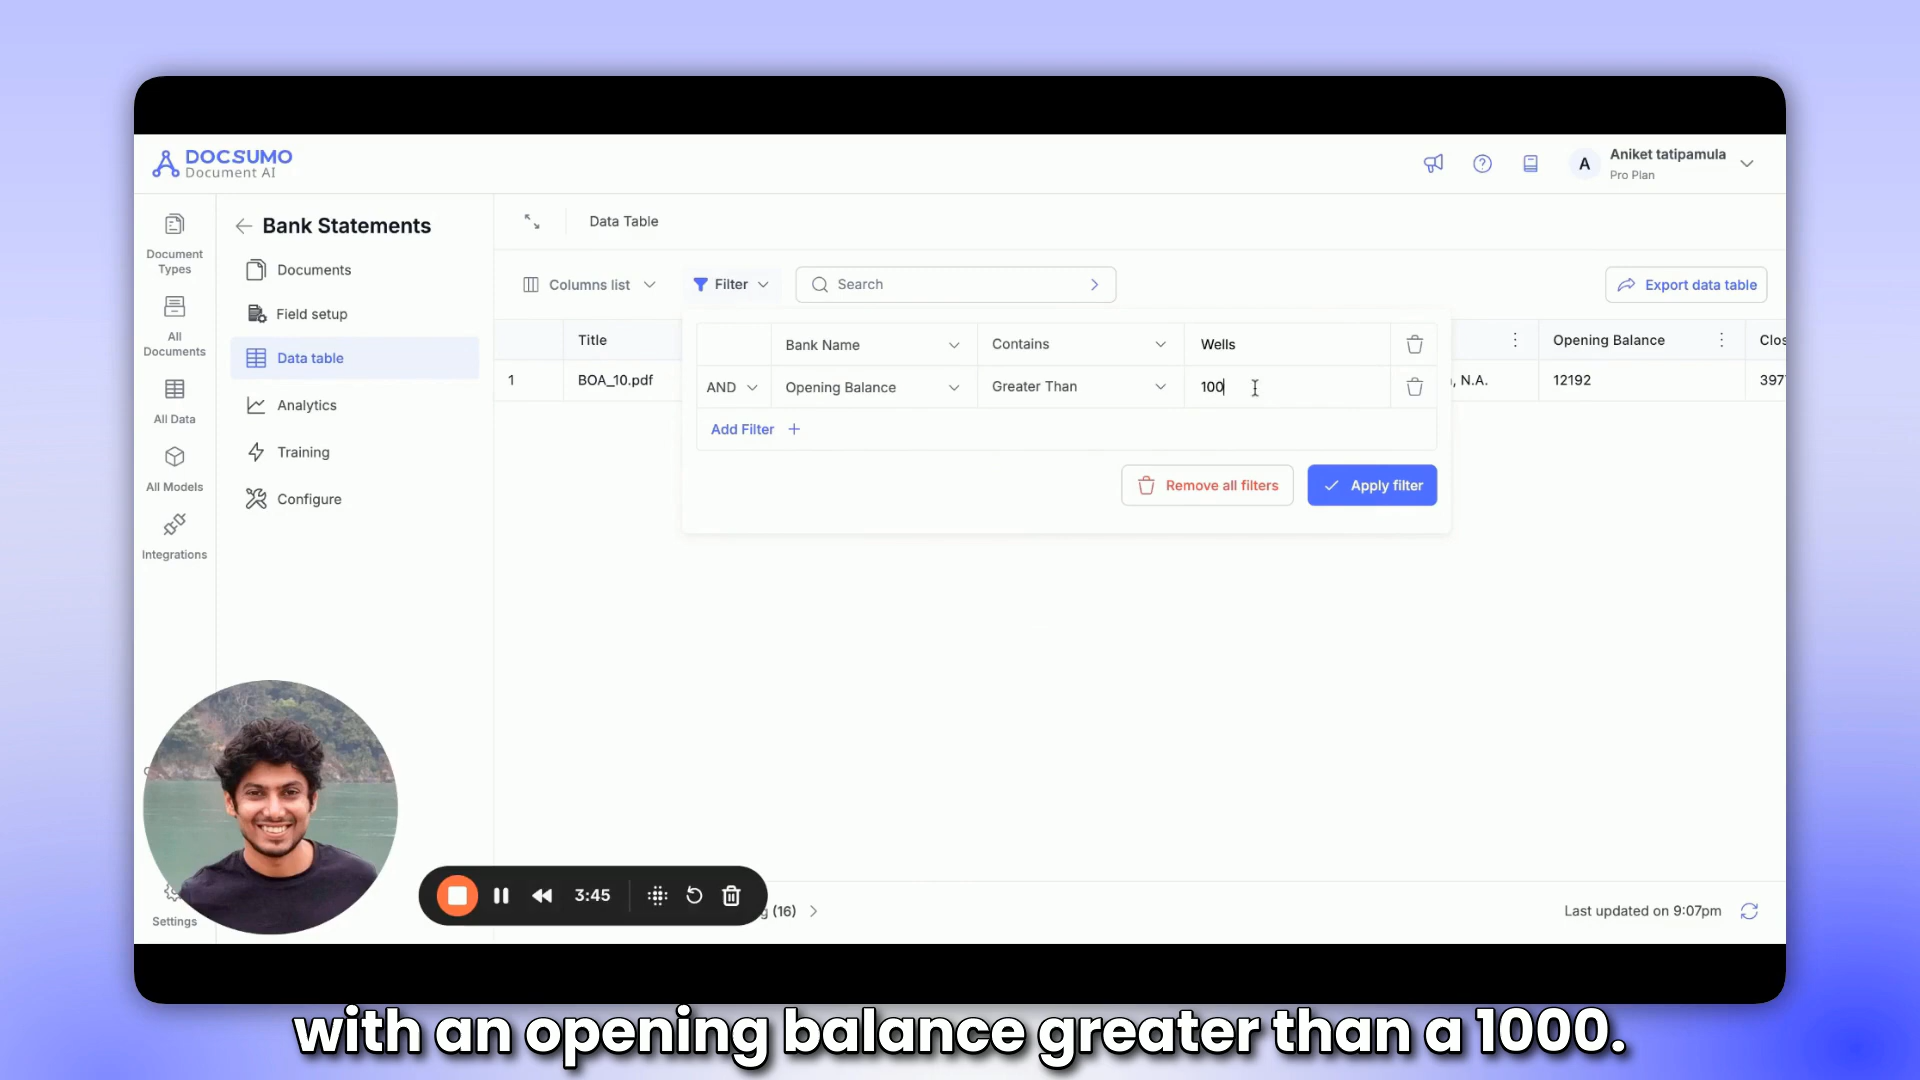 DOCSUMO
Document AI
A
Aniket tatipamula
Pro Plan
Document
Types
All
Documents
All Data
All Models
Integrations
Settings
Bank Statements
Documents
Field setup
Data table
Analytics
Training
Configure
Data Table
Columns list
Filter
Search
Export data table
Title
Opening Balance
Clos
1
BOA_10.pdf
, N.A.
12192
397
Bank Name
Contains
Wells
AND
Opening Balance
Greater Than
100
Add Filter +
Remove all filters
Apply filter
3:45
g (16)
Last updated on 9:07pm
with an opening balance greater than a 1000.